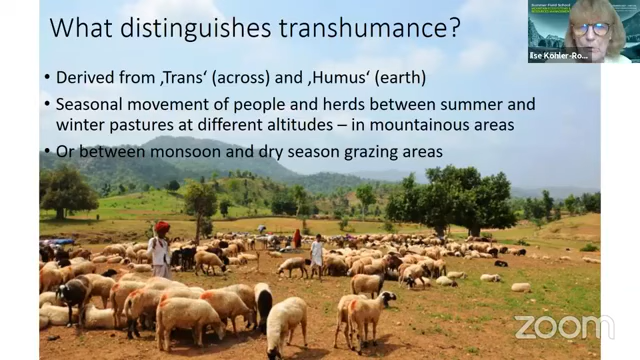 What distinguishes transhumance?
• Derived from ‚Trans‘ (across) and ‚Humus‘ (earth)
• Seasonal movement of people and herds between summer and
winter pastures at different altitudes – in mountainous areas
• Or between monsoon and dry season grazing areas
Ilse Köhler-Ro...
zoom